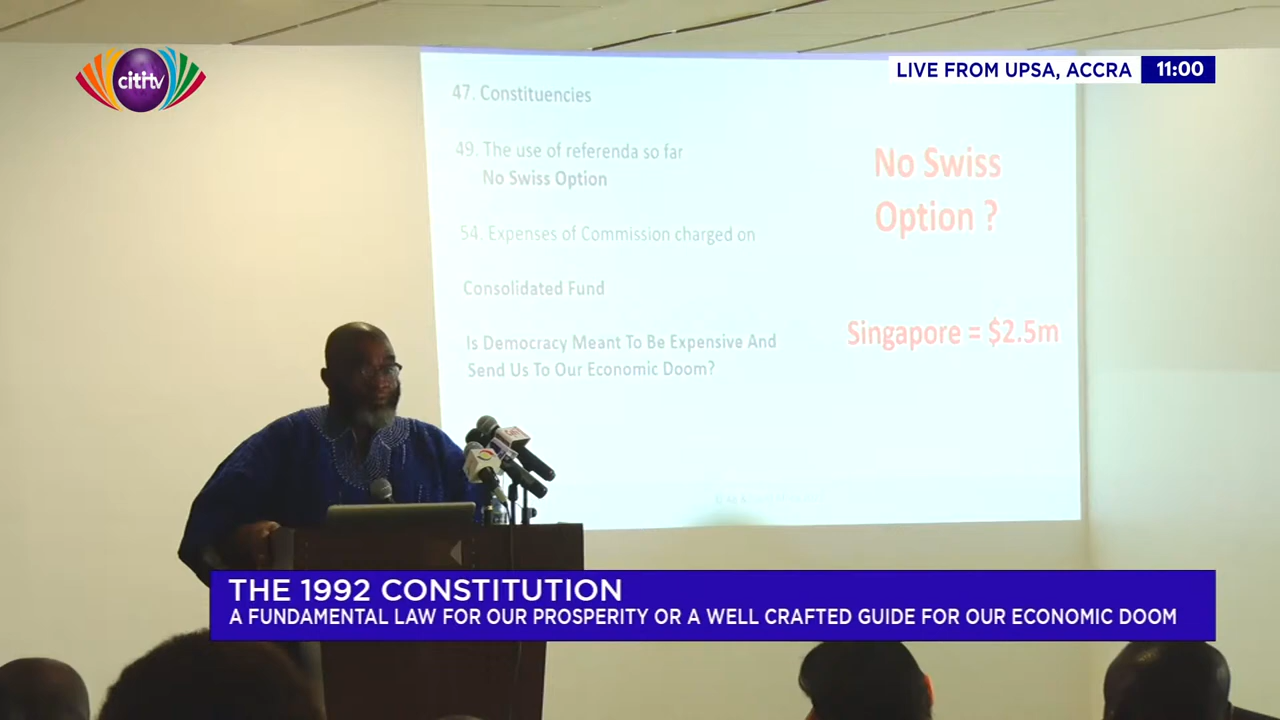 citi tv
LIVE FROM UPSA, ACCRA 11:00
47. Constituencies
49. The use of referenda so far
No Swiss Option
54. Expenses of Commission charged on
Consolidated Fund
Is Democracy Meant To Be Expensive And
Send Us To Our Economic Doom?
No Swiss
Option ?
Singapore = $2.5m
THE 1992 CONSTITUTION
A FUNDAMENTAL LAW FOR OUR PROSPERITY OR A WELL CRAFTED GUIDE FOR OUR ECONOMIC DOOM